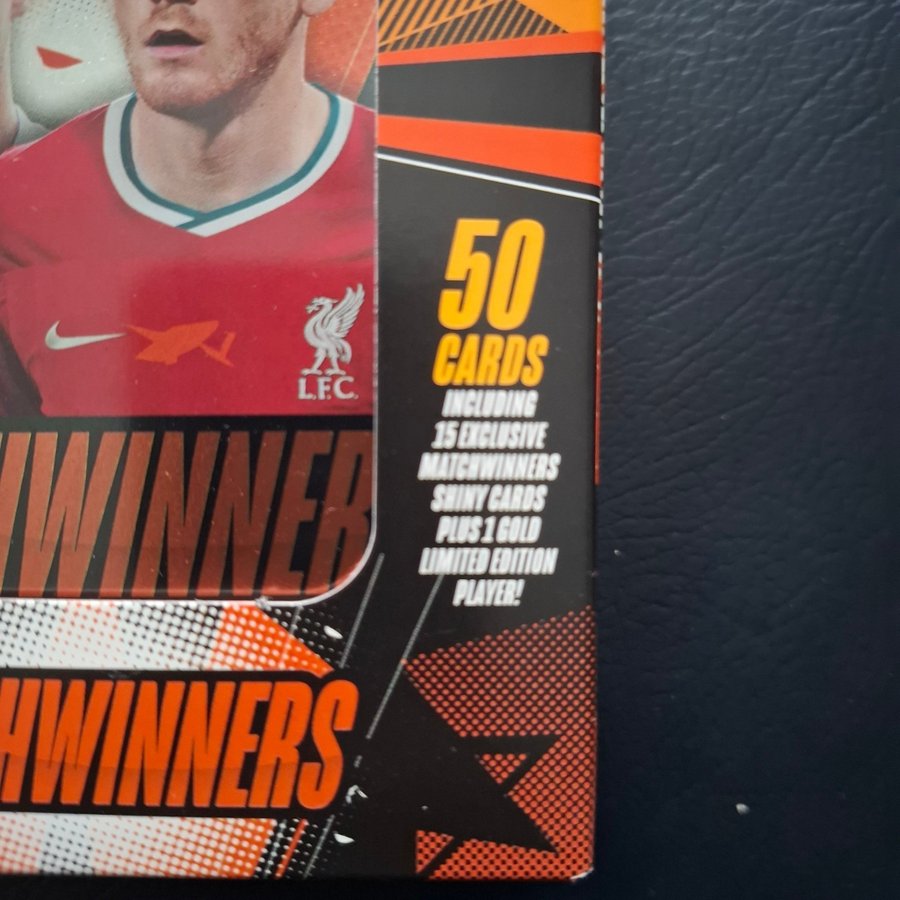 L.F.C.
50
CARDS
INCLUDING
15 EXCLUSIVE
MATCHWINNERS
SHINY CARDS
PLUS 1 GOLD
LIMITED EDITION
PLAYER!
HWINNER
HWINNERS